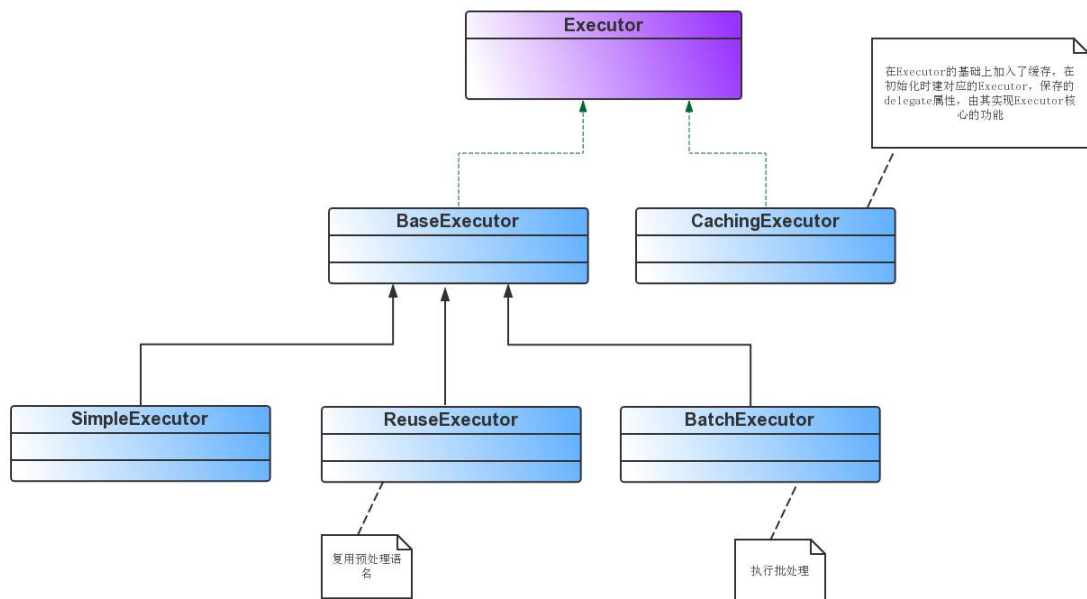 Executor
在Executor的基础上加入了缓存，在
初始化时建对应的Executor，保存的
delegate属性，由其实现Executor核
心的功能
BaseExecutor
CachingExecutor
SimpleExecutor
ReuseExecutor
BatchExecutor
复用预处理语
名
执行批处理